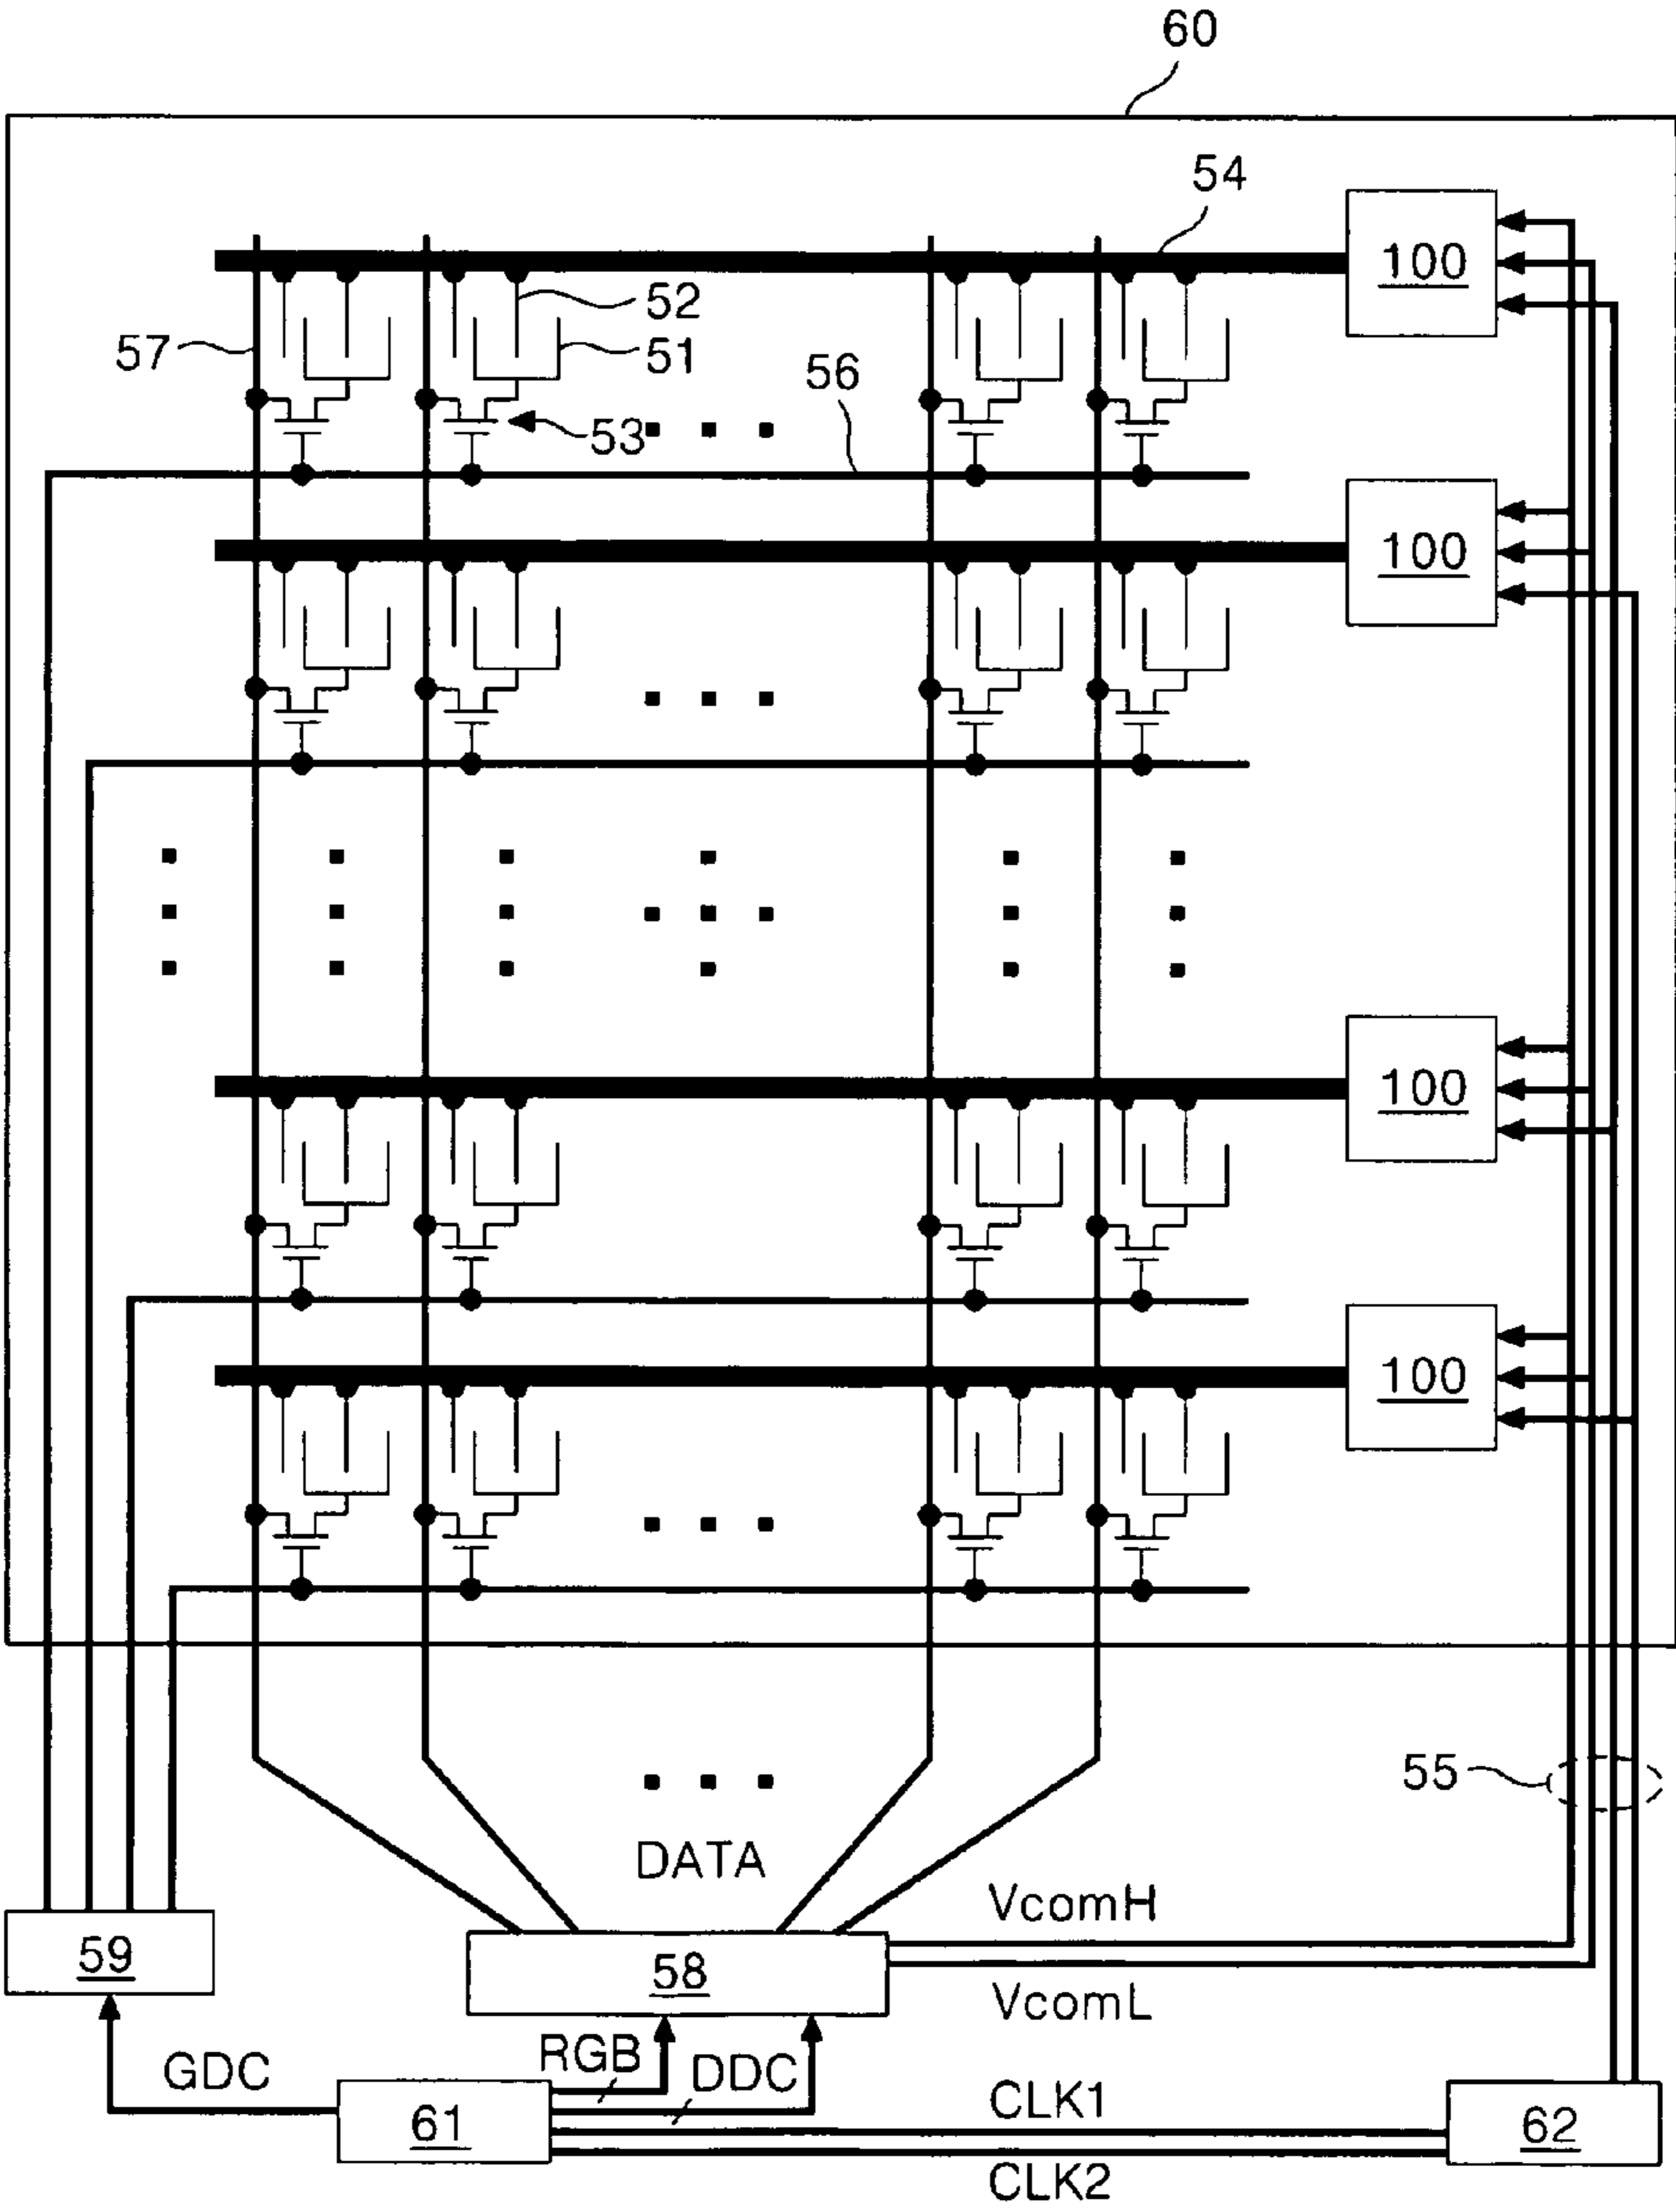 60
54
100
52
57
51
56
53
100
100
100
55
DATA
VcomH
59
58
VcomL
RGB
GDC
DDC
CLK1
61
62
CLK2